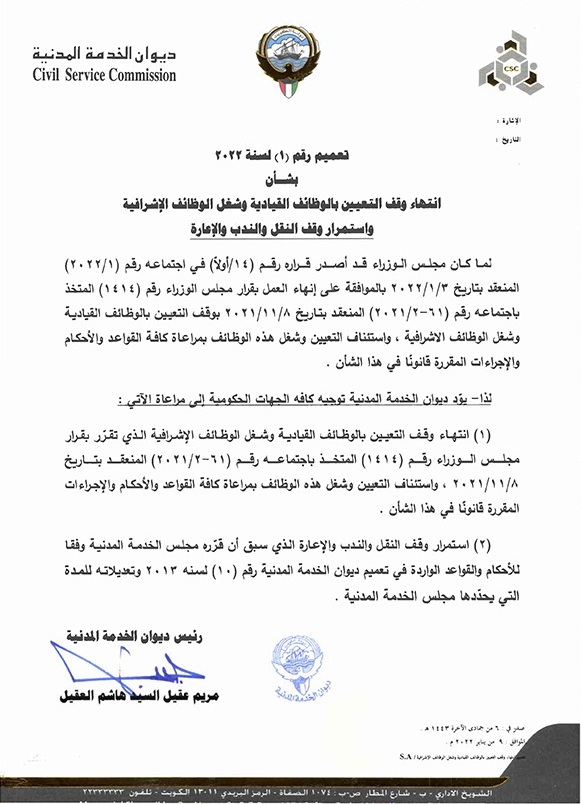 ديوان الخدمة المدنية
Civil Service Commission
CSC
الإشارة :
التاريخ :
تعميم رقم (١) لسنة ٢٠٢٢
بشأن
انتهاء وقف التعيين بالوظائف القيادية وشغل الوظائف الإشرافية
واستمرار وقف النقل والندب والإعارة
لما كان مجلس الوزراء قد أصدر قراره رقم (١٤/أولاً) في اجتماعه رقم (٢٠٢٢/١)
المنعقد بتاريخ ٢٠٢٢/١/٣ بالموافقة على إنهاء العمل بقرار مجلس الوزراء رقم (١٤١٤) المتخذ
باجتماعه رقم (٦١-٢٠٢١/٢) المنعقد بتاريخ ٢٠٢١/١١/٨ بوقف التعيين بالوظائف القيادية
وشغل الوظائف الاشرافية ، واستئناف التعيين وشغل هذه الوظائف بمراعاة كافة القواعد والأحكام
والإجراءات المقررة قانونًا في هذا الشأن .
لذا- يوّد ديوان الخدمة المدنية توجيه كافه الجهات الحكومية إلى مراعاة الآتي :
(١) انتهاء وقف التعيين بالوظائف القيادية وشغل الوظائف الإشرافية الذي تقرّر بقرار
مجلس الوزراء رقم (١٤١٤) المتخذ باجتماعه رقم (٦١-٢٠٢١/٢) المنعقد بتاريخ
٢٠٢١/١١/٨ ، واستئناف التعيين وشغل هذه الوظائف بمراعاة كافة القواعد والأحكام والإجراءات
المقررة قانونًا في هذا الشأن .
(٢) استمرار وقف النقل والندب والإعارة الذي سبق أن قرّره مجلس الخدمة المدنية وفقا
للأحكام والقواعد الواردة في تعميم ديوان الخدمة المدنية رقم (١٠) لسنه ٢٠١٣ وتعديلاته للمدة
التي يحدّدها مجلس الخدمة المدنية .
رئيس ديوان الخدمة المدنية
مريم عقيل السيّد هاشم العقيل
ديوان الخدمة المدنية
صدر في : ٦ من جمادى الآخرة ١٤٤٣ هـ .
الموافق : ٩ من يناير ٢٠٢٢ م .
وقف التعيين بالوظائف القيادية وشغل الوظائف الإشرافية / S.A
الشويخ الاداري - ب - شارع المطار ص.ب : ١٠٧٤ الصفاة - الرمز البريدي ١٣٠١١ الكويت - تلفون ٢٢٣٣٣٣٣٣